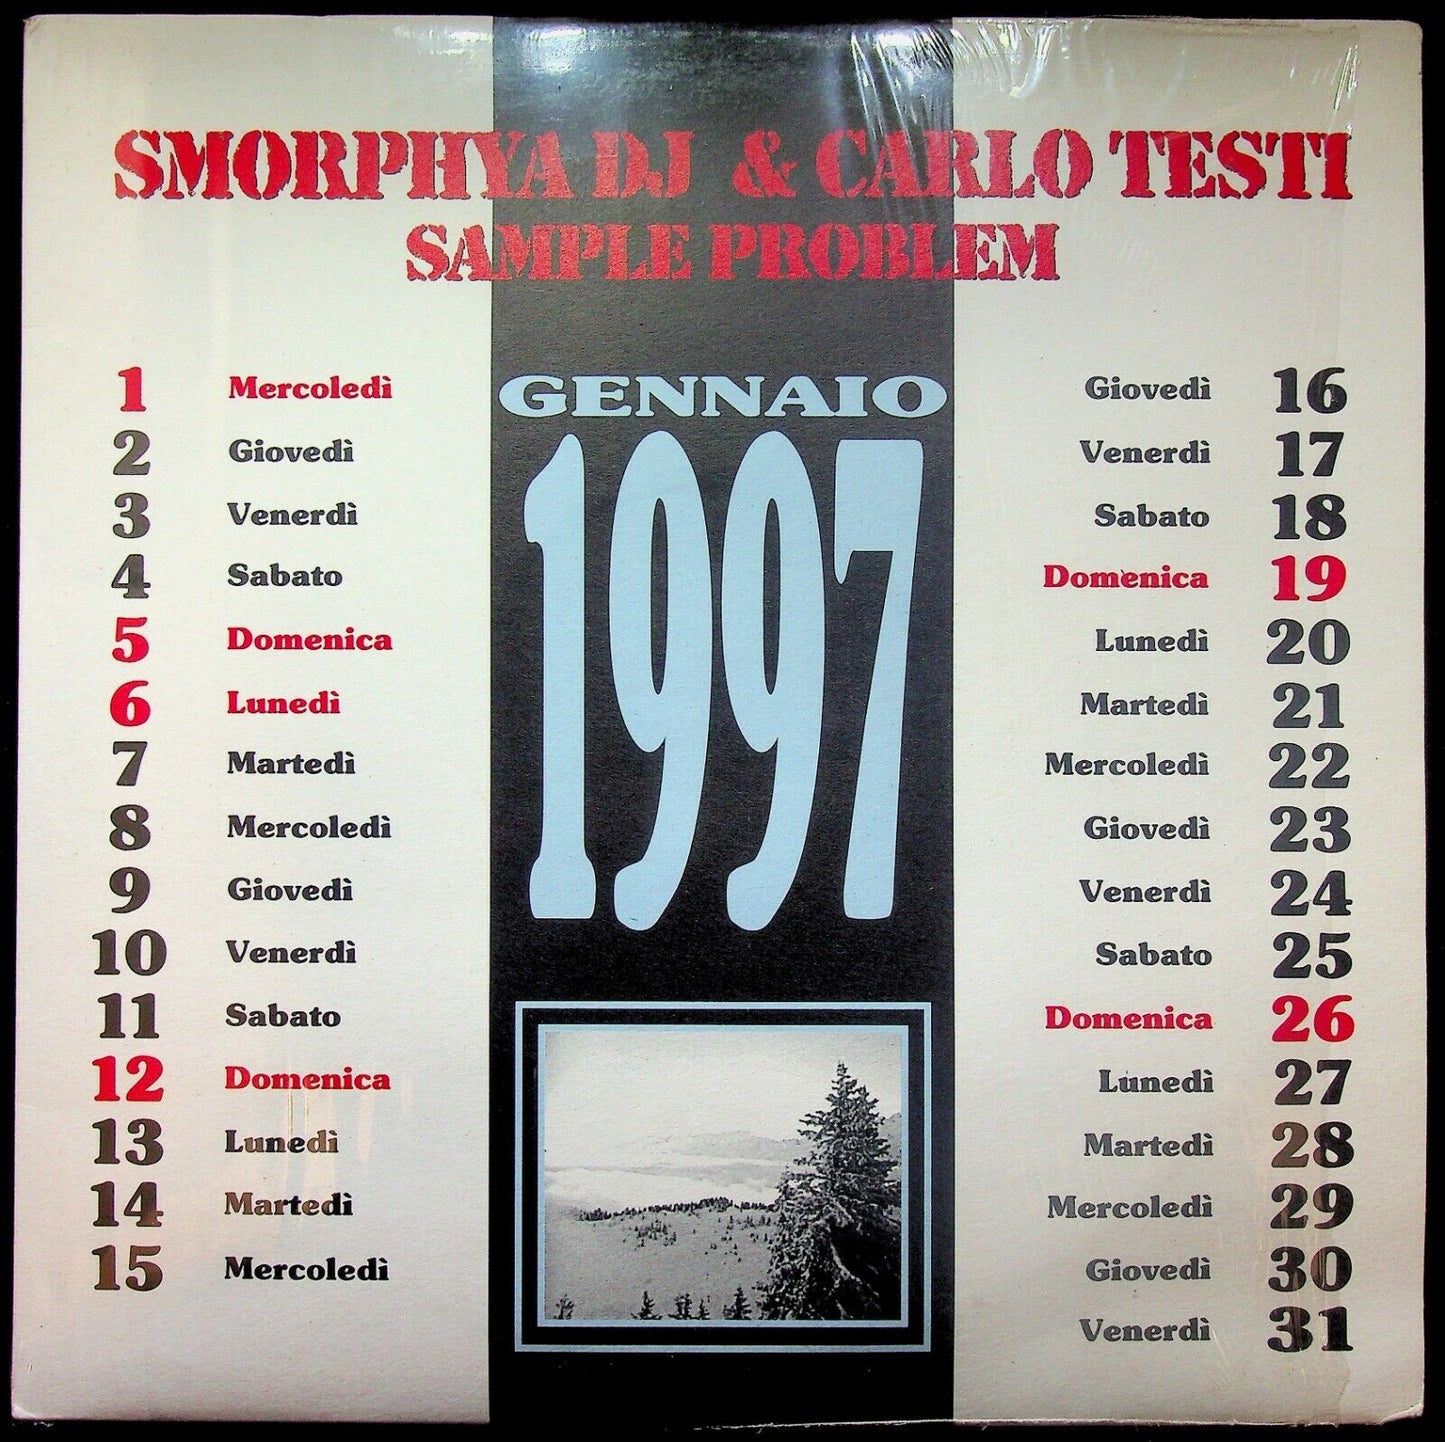 SMORPHYA DJ & CARLO TESTI
SAMPLE PROBLEM
GENNAIO
1997
1 Mercoledì
2 Giovedì
3 Venerdì
4 Sabato
5 Domenica
6 Lunedì
7 Martedì
8 Mercoledì
9 Giovedì
10 Venerdì
11 Sabato
12 Domenica
13 Lunedì
14 Martedì
15 Mercoledì
Giovedì 16
Venerdì 17
Sabato 18
Domenica 19
Lunedì 20
Martedì 21
Mercoledì 22
Giovedì 23
Venerdì 24
Sabato 25
Domenica 26
Lunedì 27
Martedì 28
Mercoledì 29
Giovedì 30
Venerdì 31